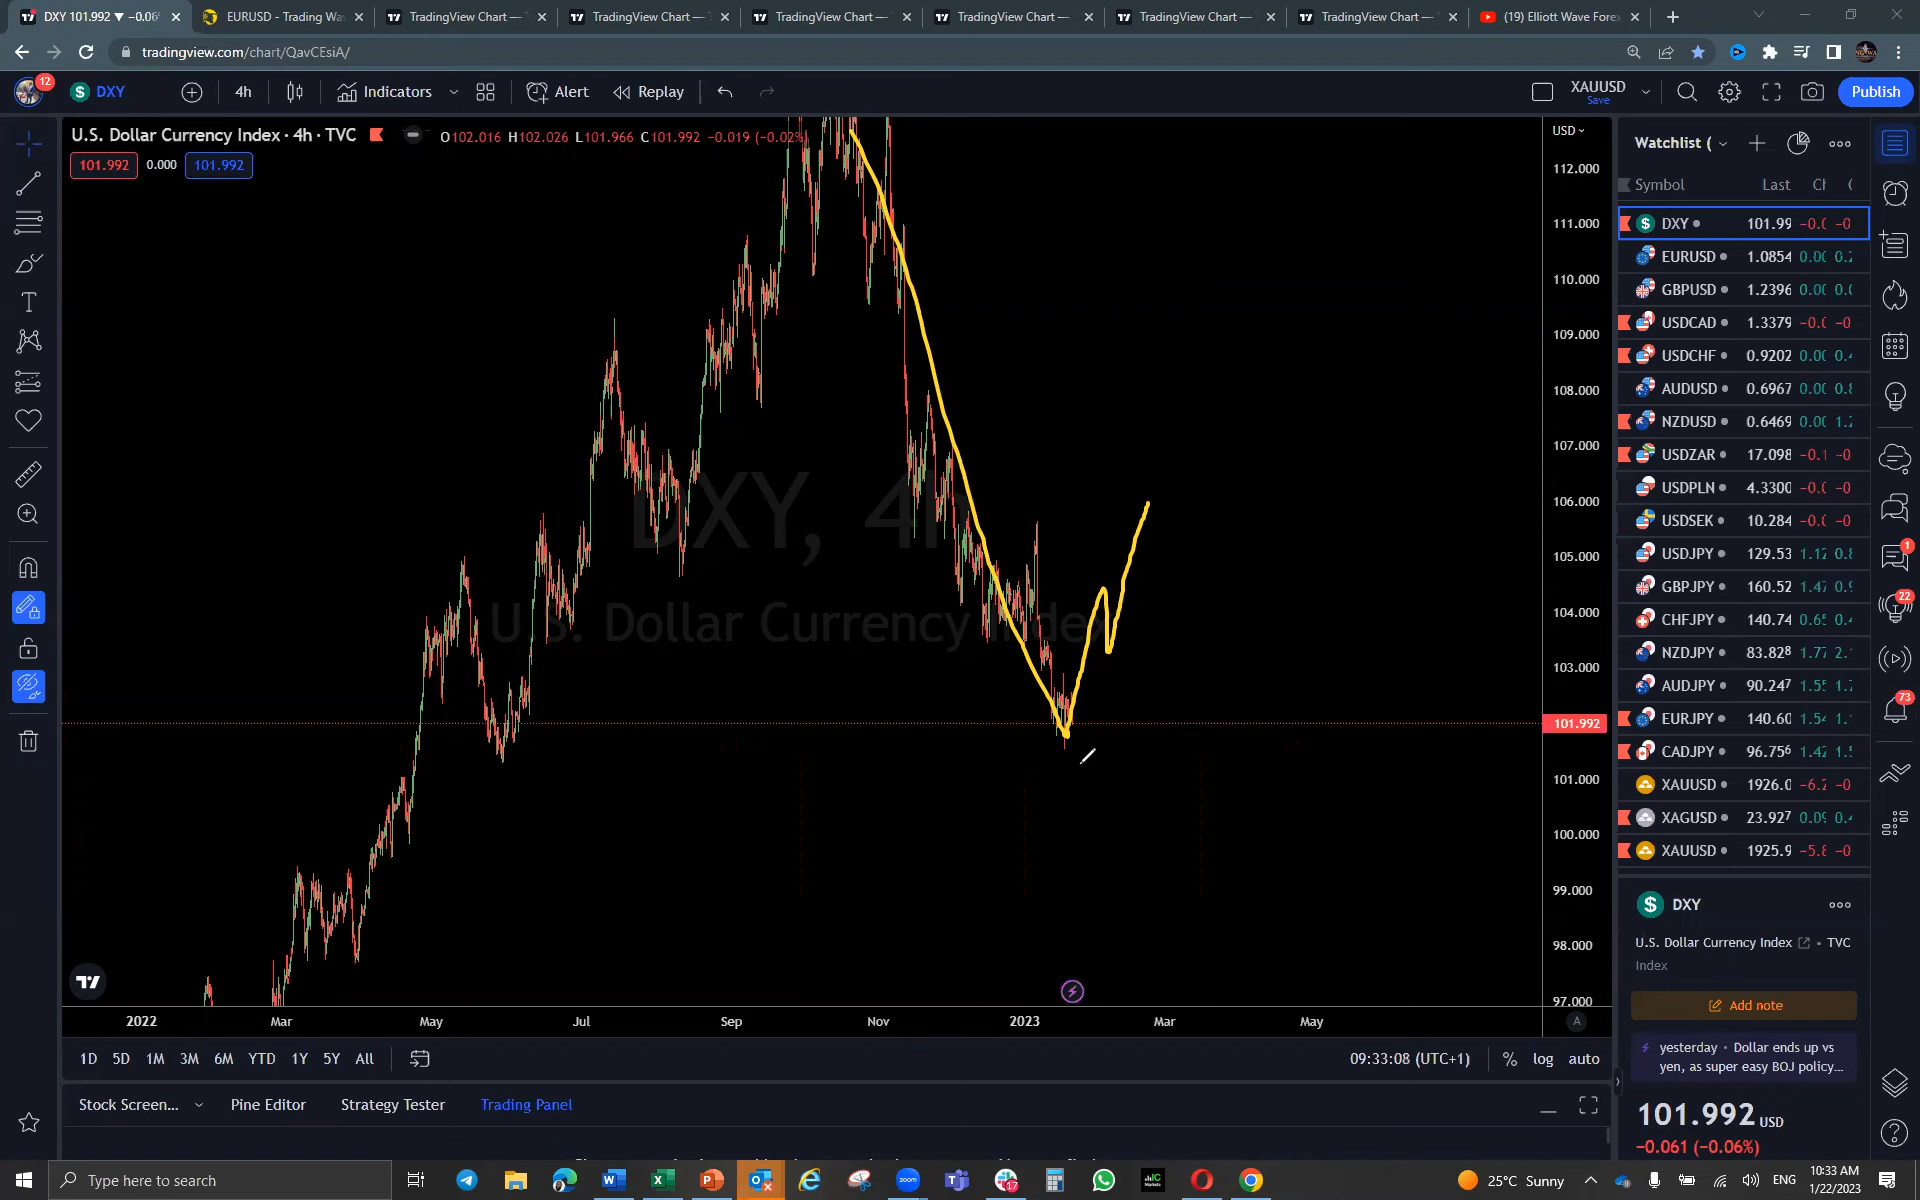 DXY 101.992 ▼ −0.06
EURUSD - Trading Wa
TradingView Chart —
TradingView Chart —
TradingView Chart —
TradingView Chart —
TradingView Chart —
TradingView Chart —
(19) Elliott Wave Fore
tradingview.com/chart/QavCEsiA/
12
DXY
4h
Indicators
Alert
Replay
XAUUSD
Save
Publish
U.S. Dollar Currency Index · 4h · TVC
O102.016 H102.026 L101.966 C101.992 −0.019 (−0.02%)
101.992
0.000
101.992
DXY, 4h
U.S. Dollar Currency Index
USD
112.000
111.000
110.000
109.000
108.000
107.000
106.000
105.000
104.000
103.000
101.992
101.000
100.000
99.000
98.000
97.000
2022
Mar
May
Jul
Sep
Nov
2023
Mar
May
A
1D 5D 1M 3M 6M YTD 1Y 5Y All
09:33:08 (UTC+1)
% log auto
Stock Screen...
Pine Editor
Strategy Tester
Trading Panel
Watchlist (
Symbol Last
DXY 101.99
EURUSD 1.0854
GBPUSD 1.2396
USDCAD 1.3379
USDCHF 0.9202
AUDUSD 0.6967
NZDUSD 0.6469
USDZAR 17.098
USDPLN 4.3300
USDSEK 10.284
USDJPY 129.53
GBPJPY 160.52
CHFJPY 140.74
NZDJPY 83.828
AUDJPY 90.247
EURJPY 140.60
CADJPY 96.756
XAUUSD 1926.0
XAGUSD 23.927
XAUUSD 1925.9
1
22
73
DXY
U.S. Dollar Currency Index • TVC
Index
Add note
yesterday • Dollar ends up vs
yen, as super easy BOJ policy...
101.992 USD
−0.061 (−0.06%)
Type here to search
17
zoom
25°C Sunny
ENG
10:33 AM
1/22/2023